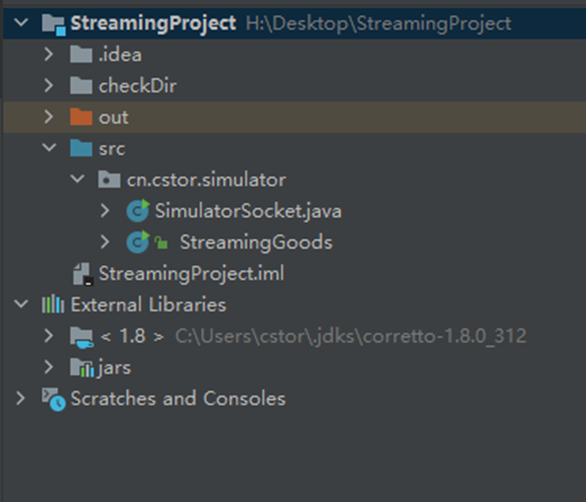 StreamingProject H:\Desktop\StreamingProject
.idea
checkDir
out
src
cn.cstor.simulator
SimulatorSocket.java
StreamingGoods
StreamingProject.iml
External Libraries
< 1.8 > C:\Users\cstor\.jdks\corretto-1.8.0_312
jars
Scratches and Consoles